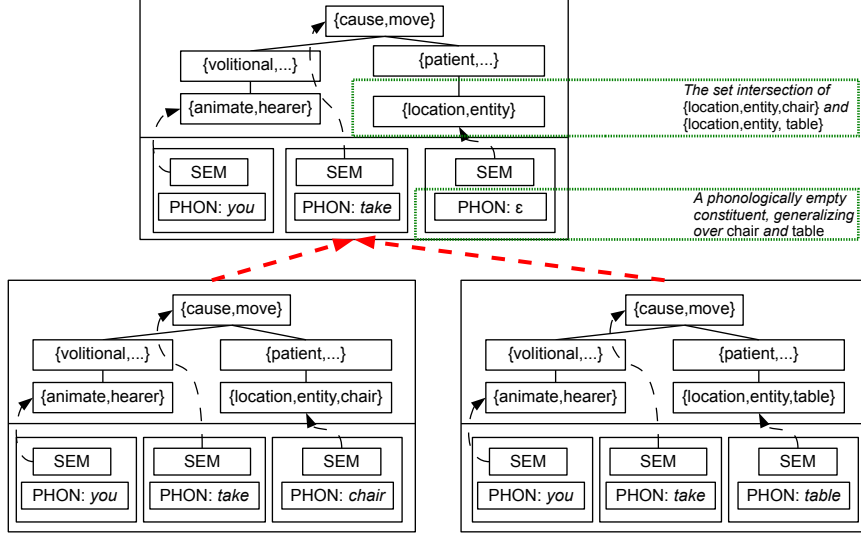 {cause,move}
{volitional,...} {patient,...}
{animate,hearer} {location,entity}
The set intersection of
{location,entity,chair} and
{location,entity, table}
SEM SEM SEM
PHON: you PHON: take PHON: ε
A phonologically empty
constituent, generalizing
over chair and table
{cause,move}
{volitional,...} {patient,...}
{animate,hearer} {location,entity,chair}
SEM SEM SEM
PHON: you PHON: take PHON: chair
{cause,move}
{volitional,...} {patient,...}
{animate,hearer} {location,entity,table}
SEM SEM SEM
PHON: you PHON: take PHON: table